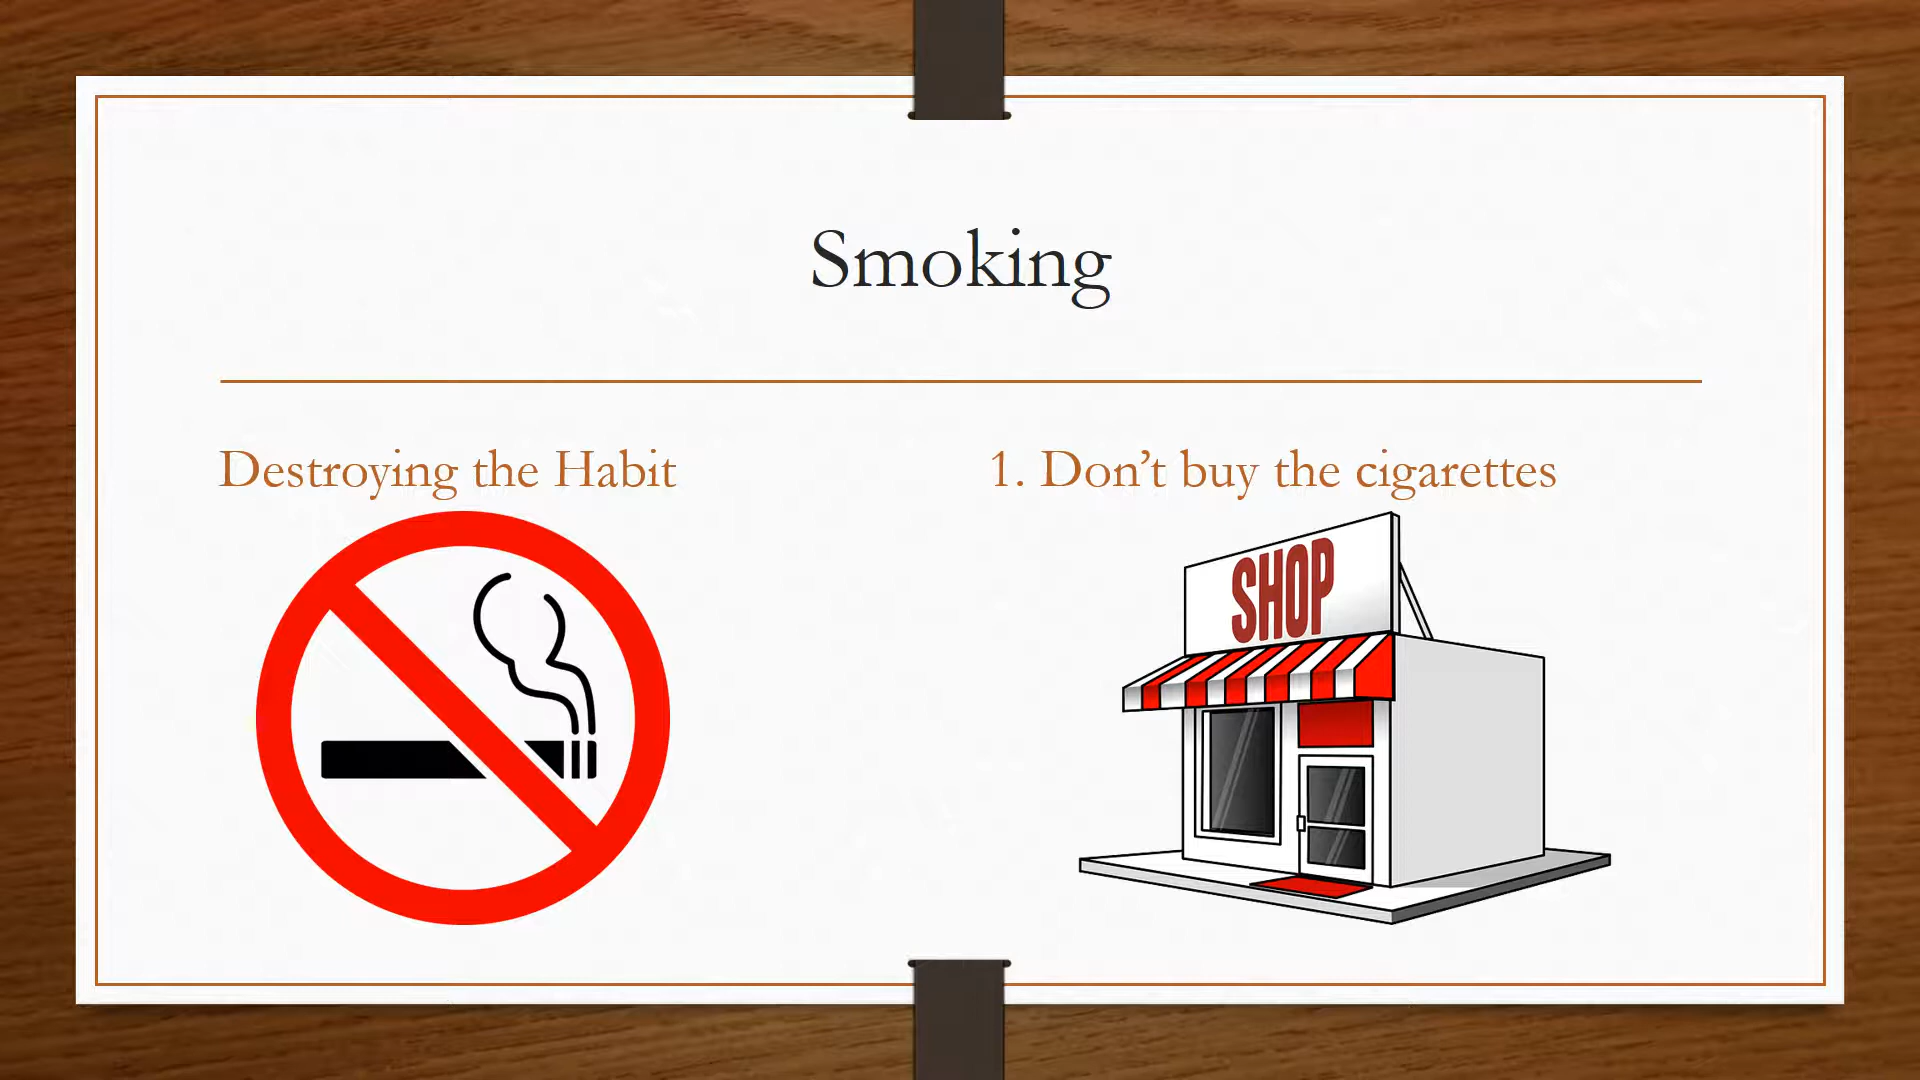 Smoking
Destroying the Habit
1. Don’t buy the cigarettes
SHOP